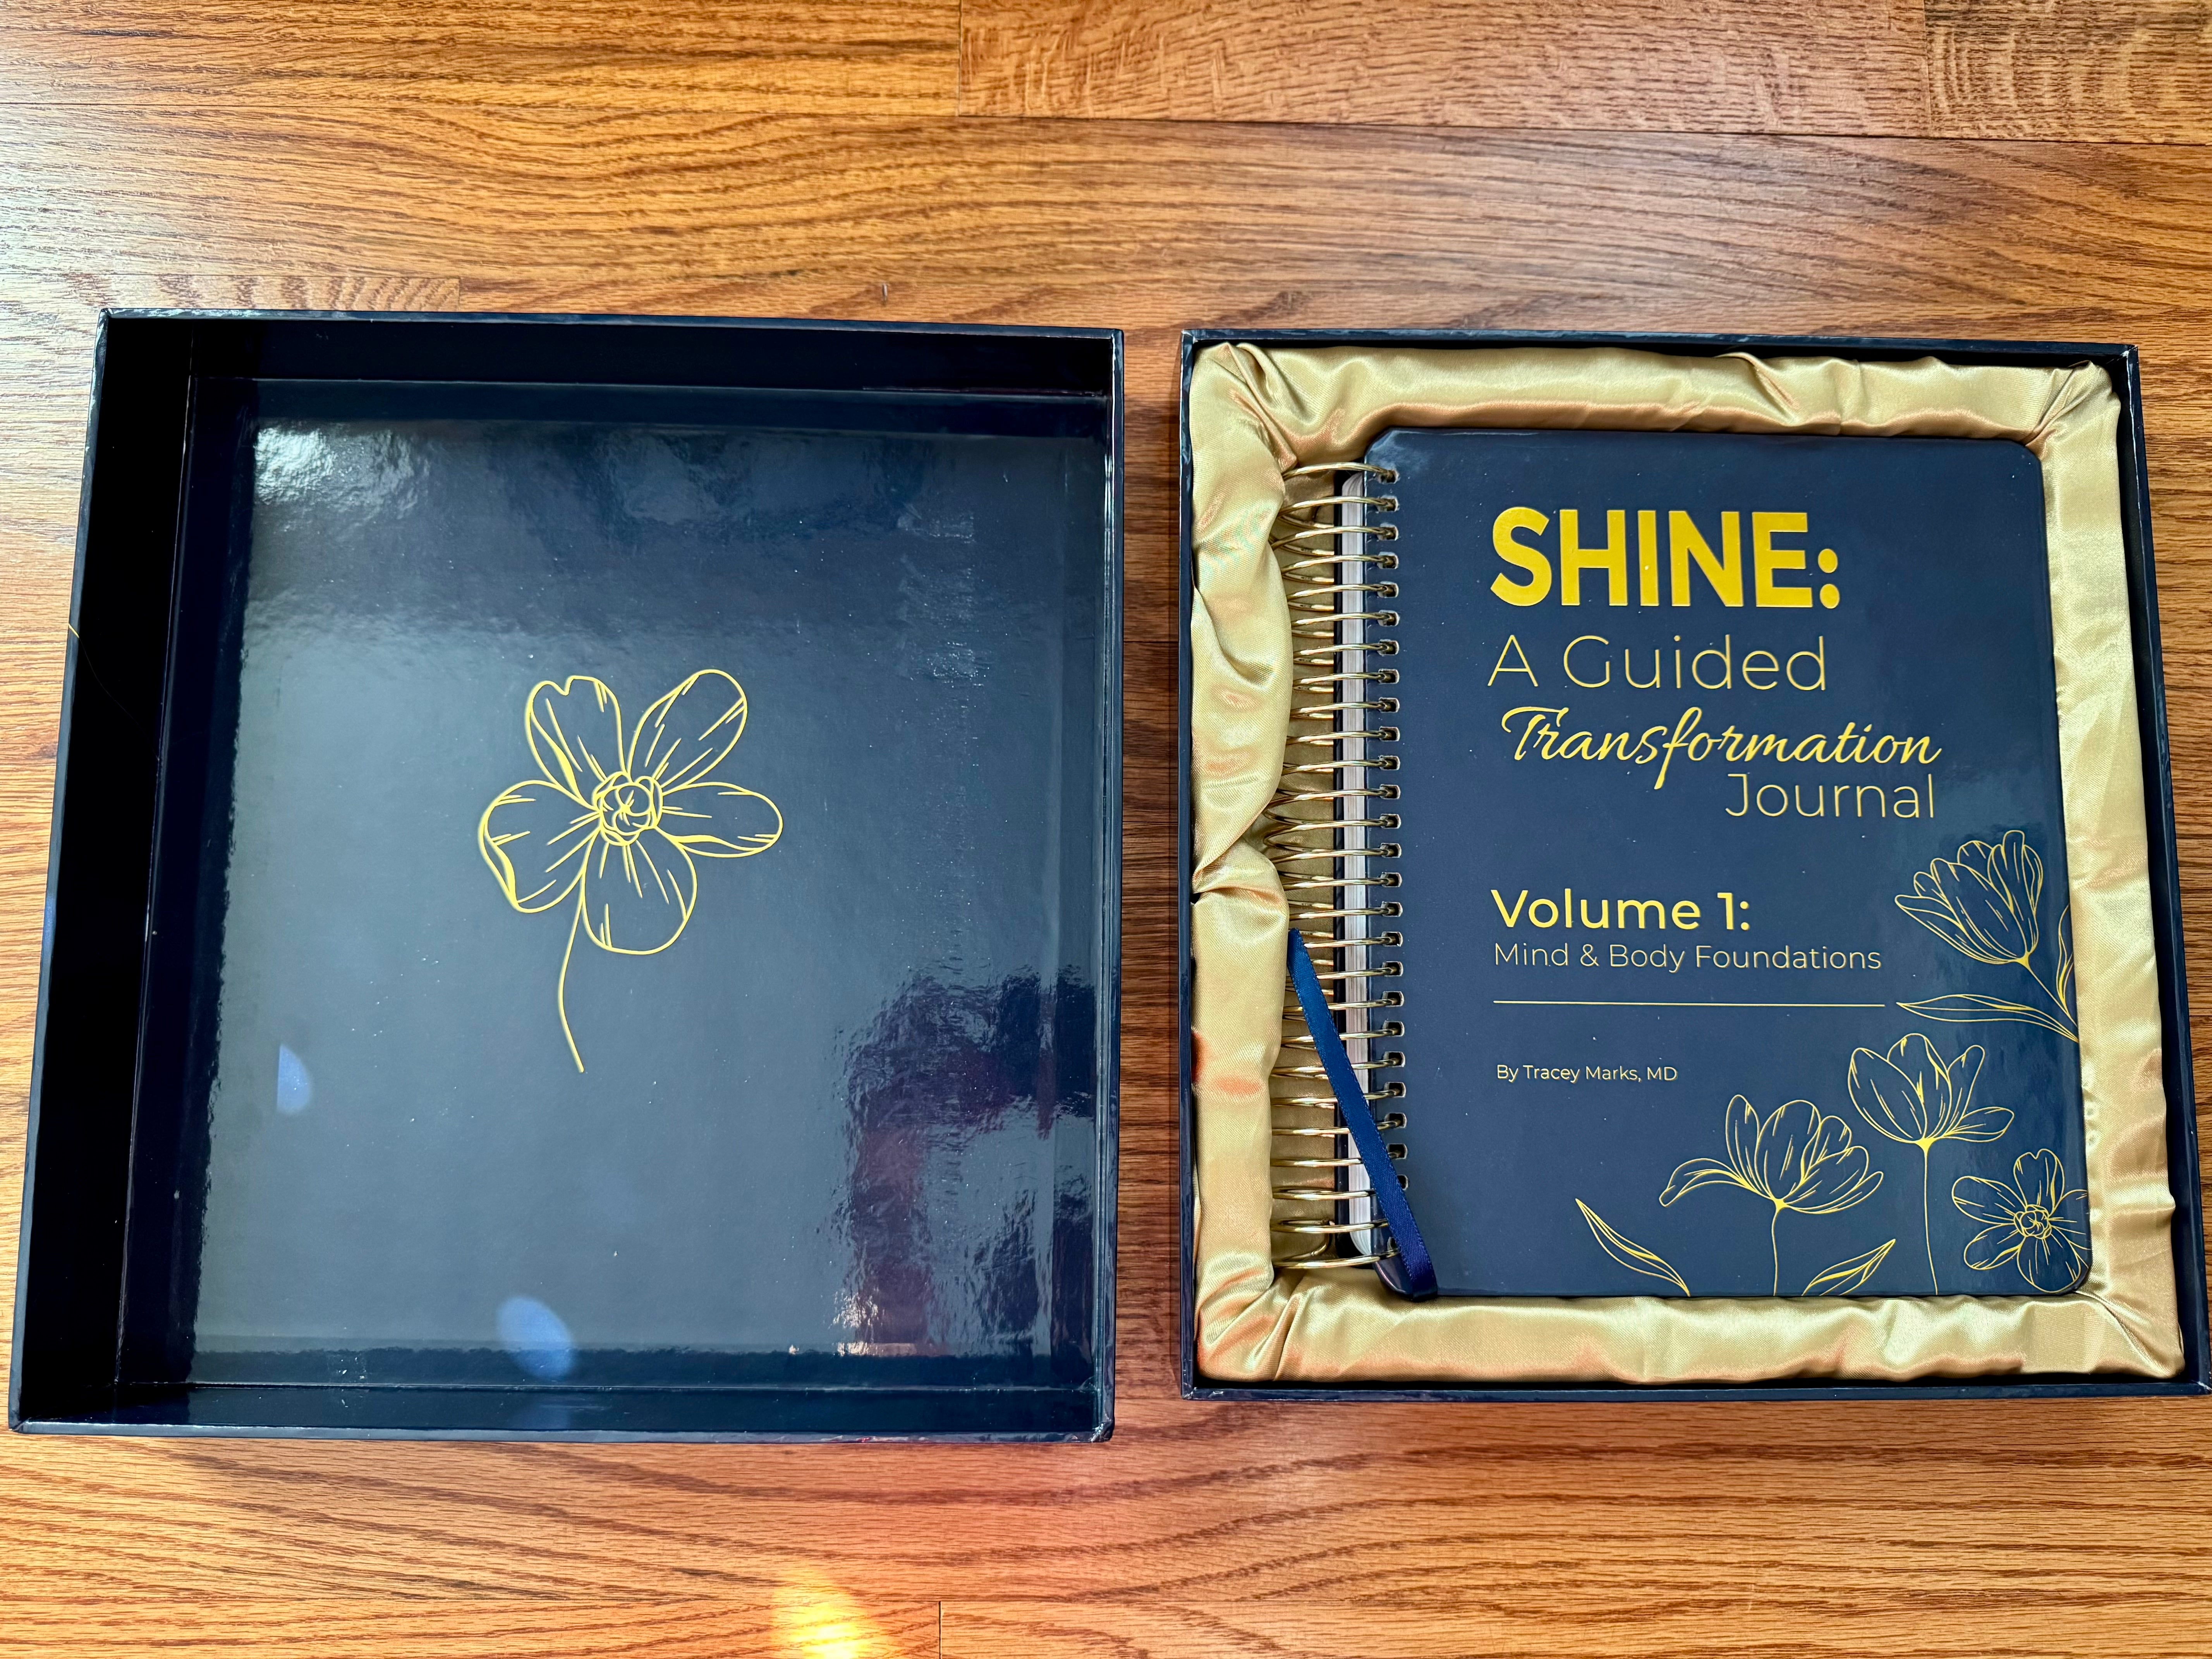 SHINE:
A Guided
Transformation
Journal
Volume 1:
Mind & Body Foundations
By Tracey Marks, MD